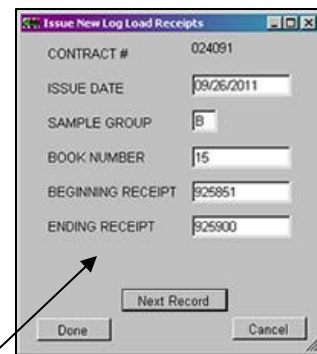 Issue New Log Load Receipts
CONTRACT # 024091
ISSUE DATE 09/26/2011
SAMPLE GROUP B
BOOK NUMBER 15
BEGINNING RECEIPT 925851
ENDING RECEIPT 925900
Next Record
Done Cancel